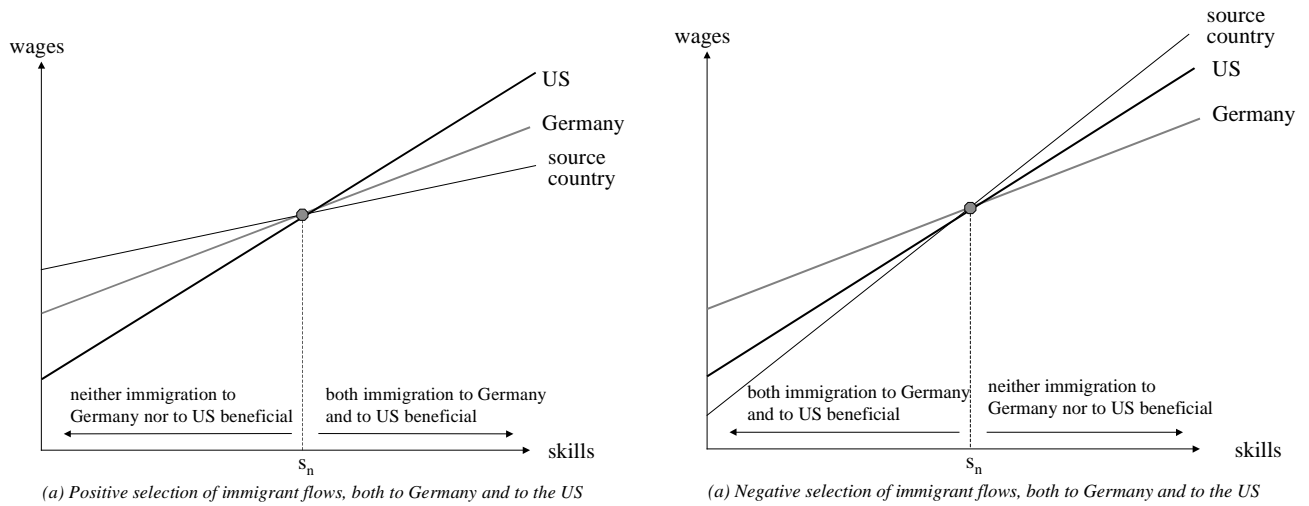 wages
US
Germany
source
country
neither immigration to
Germany nor to US beneficial
both immigration to Germany
and to US beneficial
skills
sn
(a) Positive selection of immigrant flows, both to Germany and to the US
wages
source
country
US
Germany
both immigration to Germany
and to US beneficial
neither immigration to
Germany nor to US beneficial
skills
sn
(a) Negative selection of immigrant flows, both to Germany and to the US